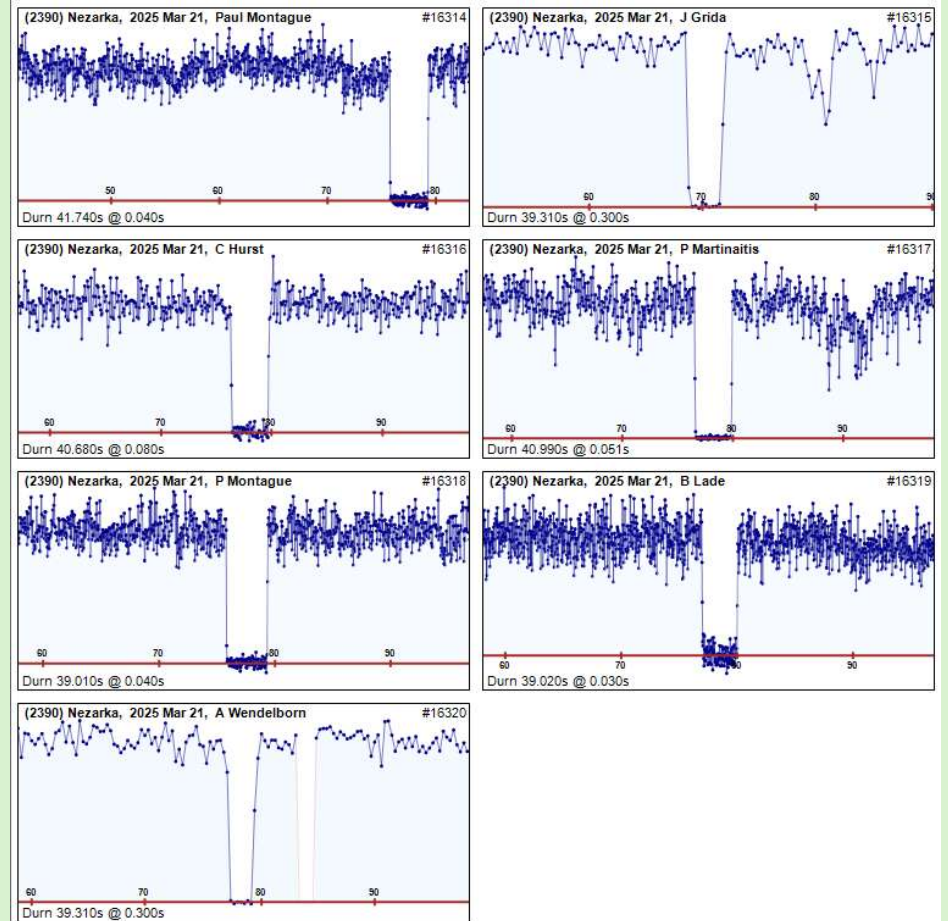 (2390) Nezarka, 2025 Mar 21, Paul Montague #16314
50 60 70 80
Durn 41.740s @ 0.040s
(2390) Nezarka, 2025 Mar 21, J Grida #16315
60 70 80 90
Durn 39.310s @ 0.300s
(2390) Nezarka, 2025 Mar 21, C Hurst #16316
60 70 80 90
Durn 40.680s @ 0.080s
(2390) Nezarka, 2025 Mar 21, P Martinaitis #16317
60 70 80 90
Durn 40.990s @ 0.051s
(2390) Nezarka, 2025 Mar 21, P Montague #16318
60 70 80 90
Durn 39.010s @ 0.040s
(2390) Nezarka, 2025 Mar 21, B Lade #16319
60 70 80 90
Durn 39.020s @ 0.030s
(2390) Nezarka, 2025 Mar 21, A Wendelborn #16320
60 70 80 90
Durn 39.310s @ 0.300s